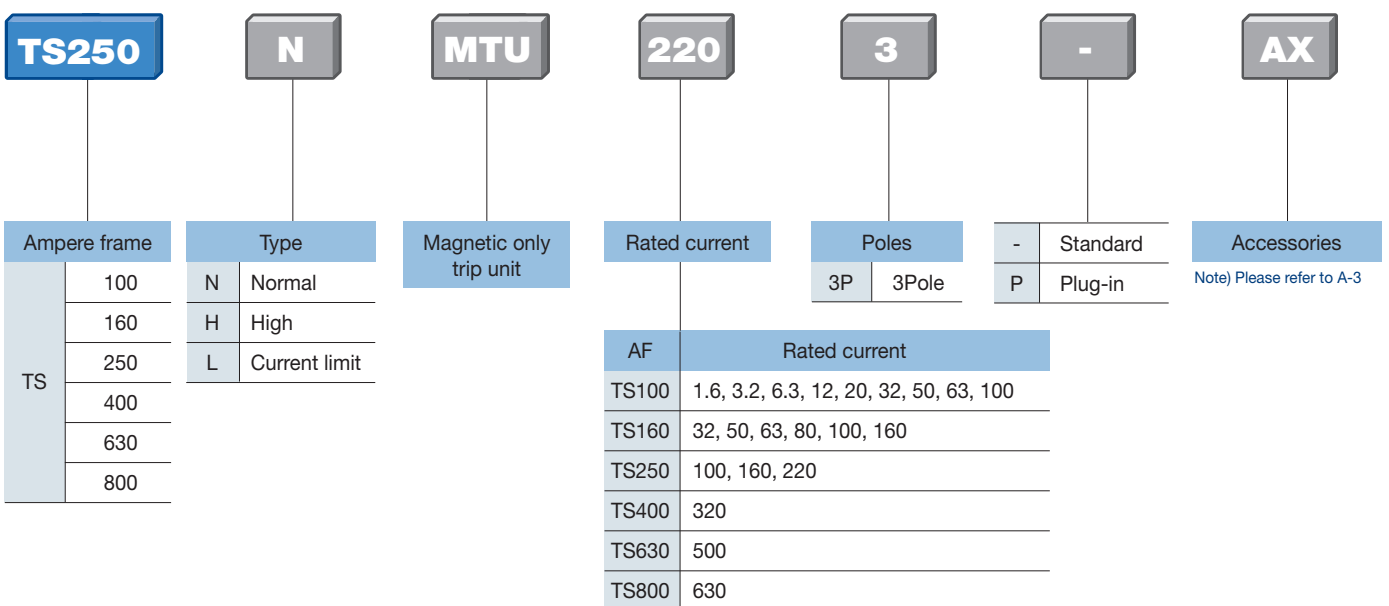 TS250 N MTU 220 3 - AX
Ampere frame
TS
100
160
250
400
630
800
Type
N Normal
H High
L Current limit
Magnetic only
trip unit
Rated current
AF Rated current
TS100 1.6, 3.2, 6.3, 12, 20, 32, 50, 63, 100
TS160 32, 50, 63, 80, 100, 160
TS250 100, 160, 220
TS400 320
TS630 500
TS800 630
Poles
3P 3Pole
- Standard
P Plug-in
Accessories
Note) Please refer to A-3